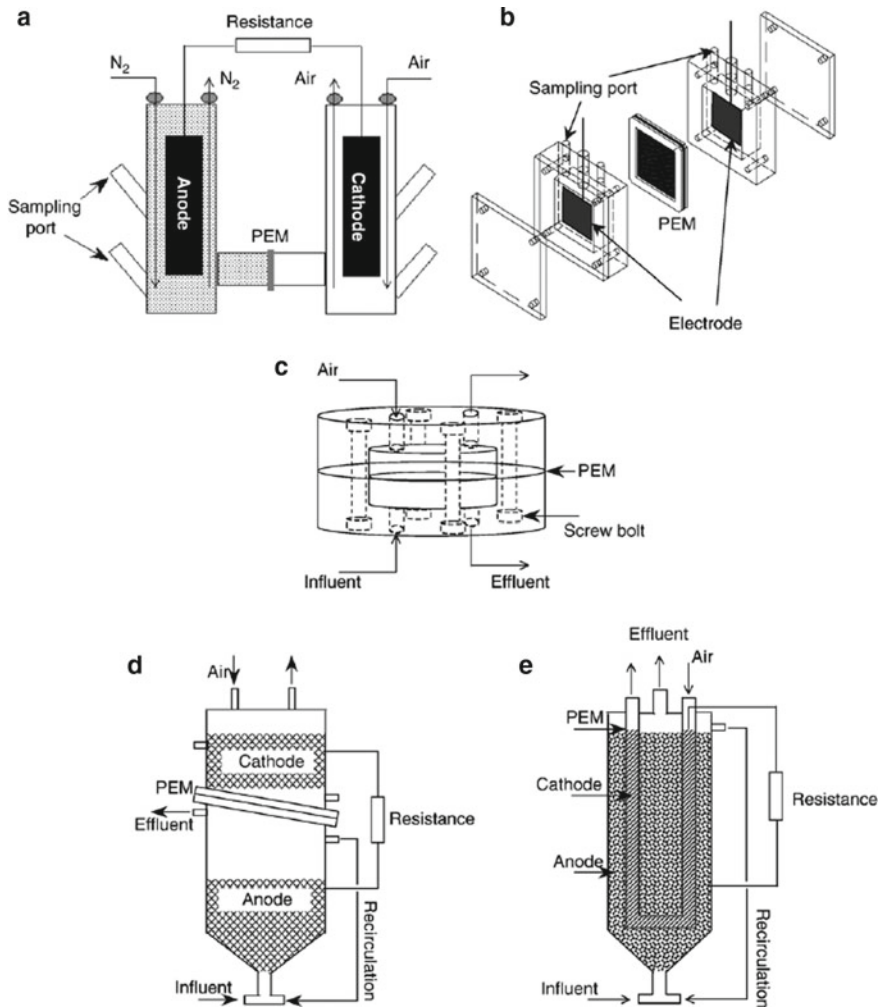 a
Resistance
N2
N2
Air
Air
Anode
Cathode
Sampling
port
PEM
b
Sampling port
PEM
Electrode
c
Air
PEM
Screw bolt
Influent
Effluent
d
Air
Cathode
PEM
Effluent
Resistance
Anode
Recirculation
Influent
e
Effluent
Air
PEM
Cathode
Resistance
Anode
Recirculation
Influent